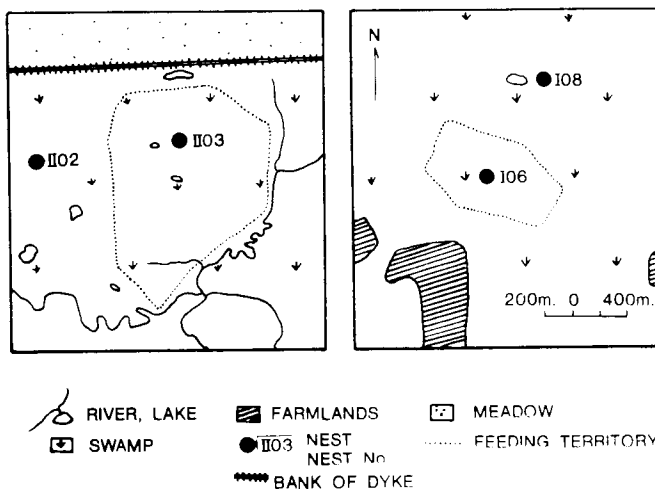 N
II02
II03
I08
I06
200m. 0 400m.
RIVER, LAKE
FARMLANDS
MEADOW
SWAMP
II03 NEST
NEST No
FEEDING TERRITORY
BANK OF DYKE